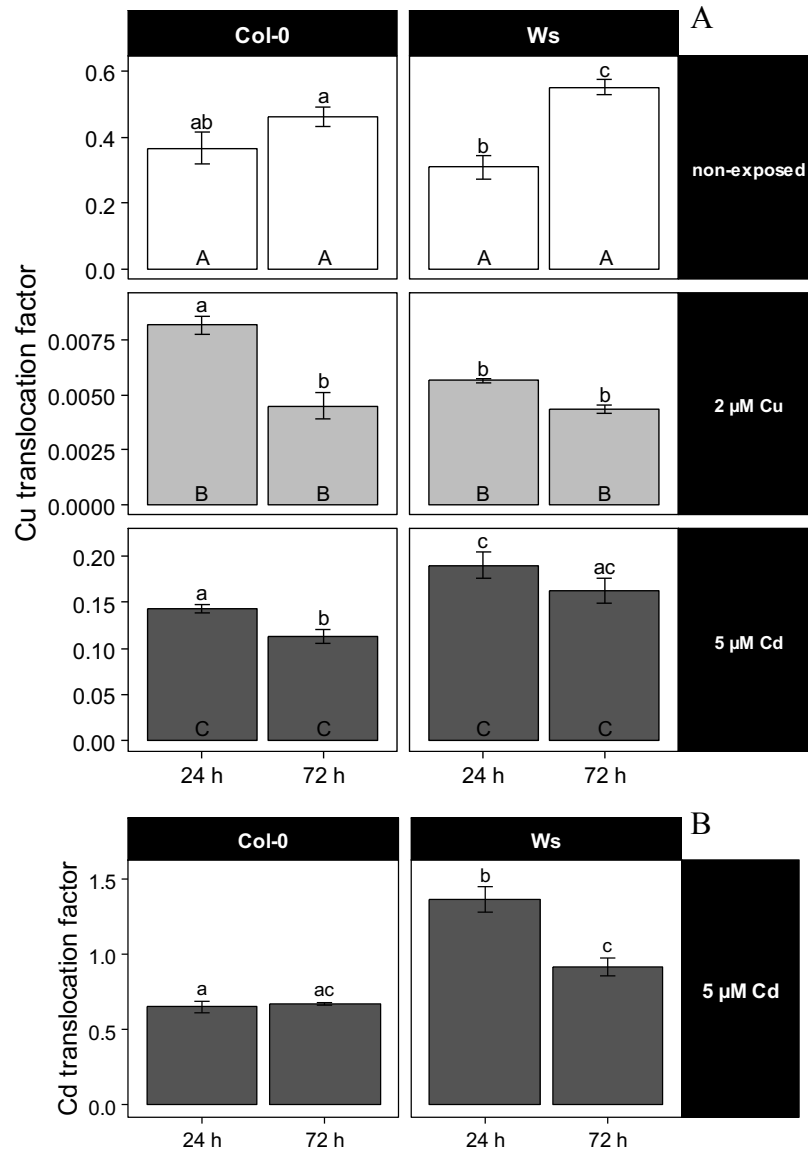 A
Col-0 Ws
Cu translocation factor
0.6
0.4
0.2
0.0
ab a b c
A A A A
non-exposed
0.0075
0.0050
0.0025
0.0000
a b b b
B B B B
2 µM Cu
0.20
0.15
0.10
0.05
0.00
a b c ac
C C C C
5 µM Cd
24 h 72 h 24 h 72 h
B
Col-0 Ws
Cd translocation factor
1.5
1.0
0.5
0.0
a ac b c
5 µM Cd
24 h 72 h 24 h 72 h